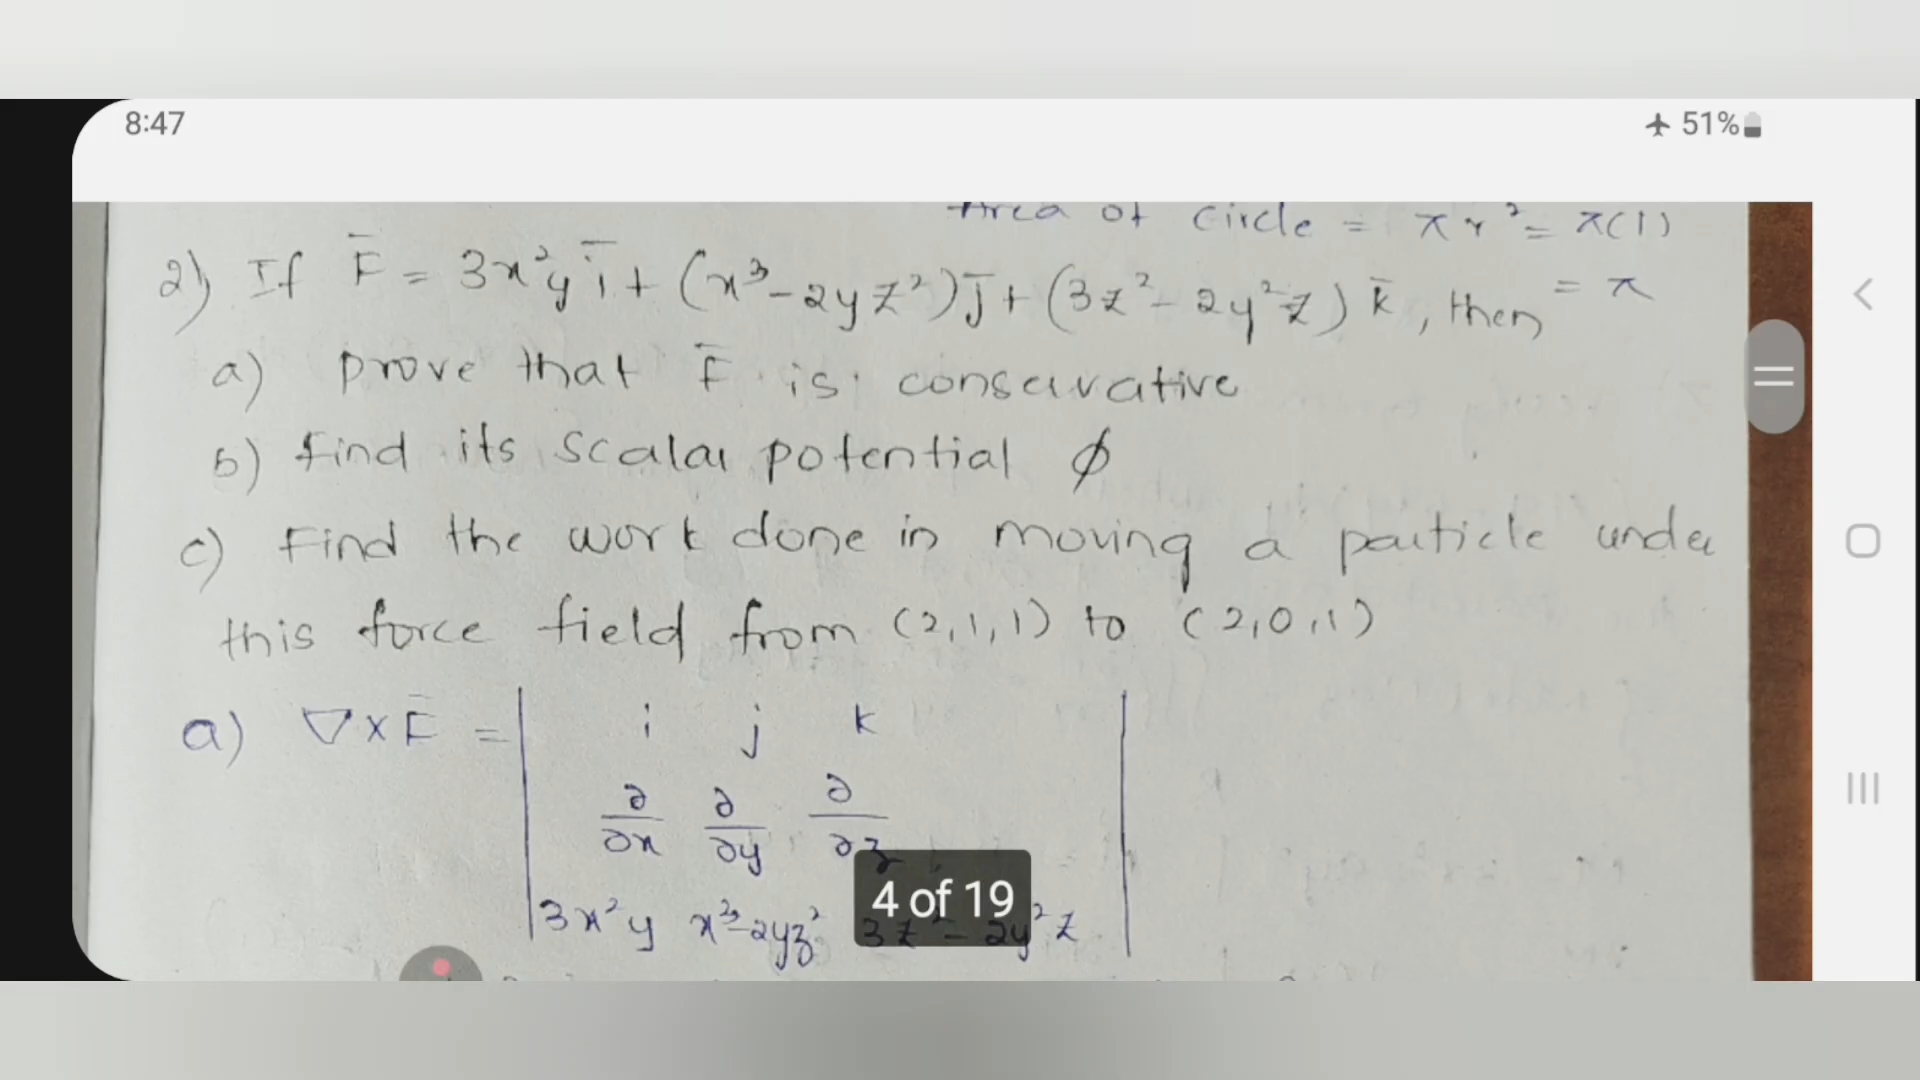 8:47
51%
Area of circle = πr² = π(1)
= π
2) If F̅ = 3x²y i̅ + (x³-2yz²) j̅ + (3z²-2y²z) k̅, then
a) prove that F̅ is conservative
b) find its scalar potential ϕ
c) Find the work done in moving a particle under
this force field from (2,1,1) to (2,0,1)
a) ∇×F̅ = | i j k |
∂/∂x ∂/∂y ∂/∂z
3x²y x³-2yz² 3z²-2y²z
4 of 19